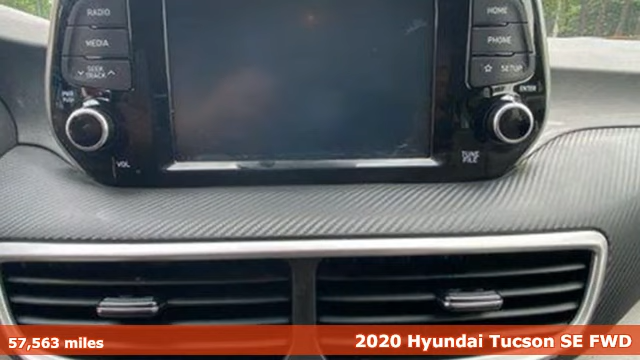 RADIO
HOME
MEDIA
PHONE
SEEK
TRACK
SETUP
PWR
PUSH
ENTER
VOL
TUNE
FILE
57,563 miles
2020 Hyundai Tucson SE FWD